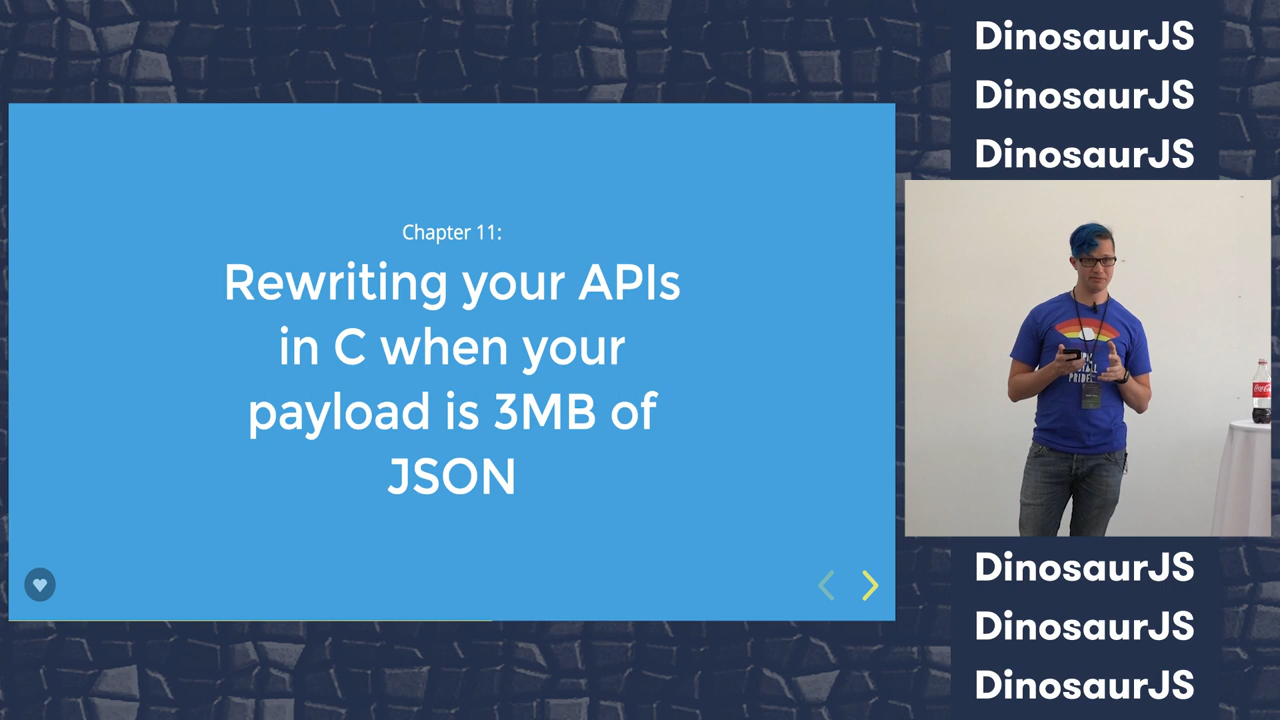 DinosaurJS
DinosaurJS
DinosaurJS
Chapter 11:
Rewriting your APIs
in C when your
payload is 3MB of
JSON
PRIDE
DinosaurJS
DinosaurJS
DinosaurJS